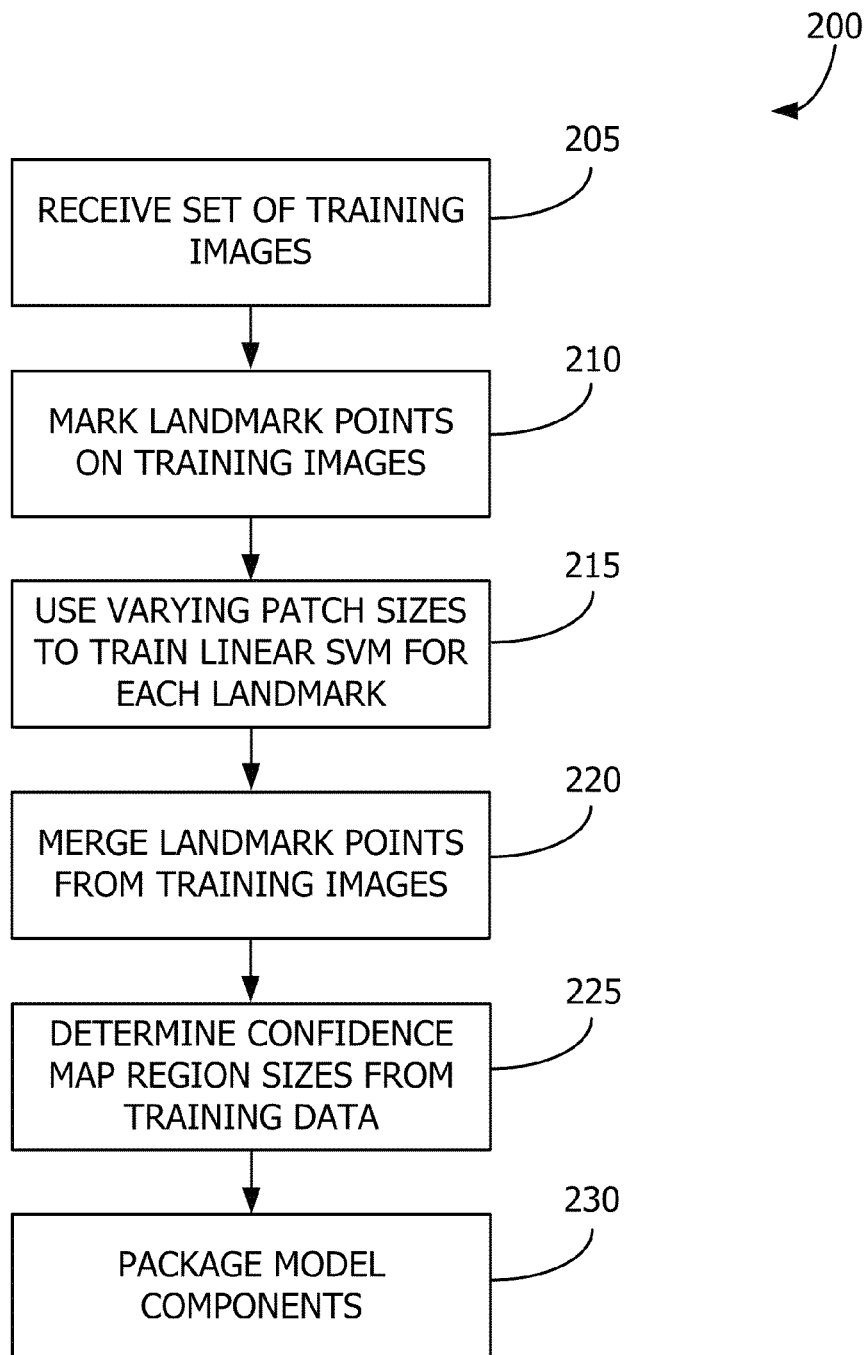 200
205
RECEIVE SET OF TRAINING
IMAGES
210
MARK LANDMARK POINTS
ON TRAINING IMAGES
215
USE VARYING PATCH SIZES
TO TRAIN LINEAR SVM FOR
EACH LANDMARK
220
MERGE LANDMARK POINTS
FROM TRAINING IMAGES
225
DETERMINE CONFIDENCE
MAP REGION SIZES FROM
TRAINING DATA
230
PACKAGE MODEL
COMPONENTS